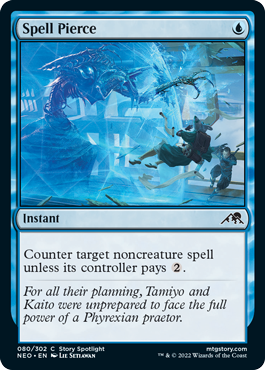 Spell Pierce
Instant
Counter target noncreature spell
unless its controller pays 2.
For all their planning, Tamiyo and
Kaito were unprepared to face the full
power of a Phyrexian praetor.
080/302 C Story Spotlight
mtgstory.com
NEO • EN Lie Setiawan
™ & © 2022 Wizards of the Coast